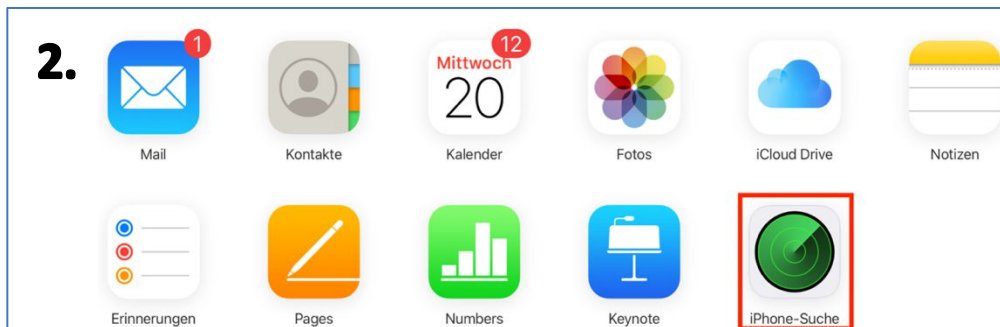 2.
1
12
Mittwoch
20
Mail Kontakte Kalender Fotos iCloud Drive Notizen
Erinnerungen Pages Numbers Keynote iPhone-Suche